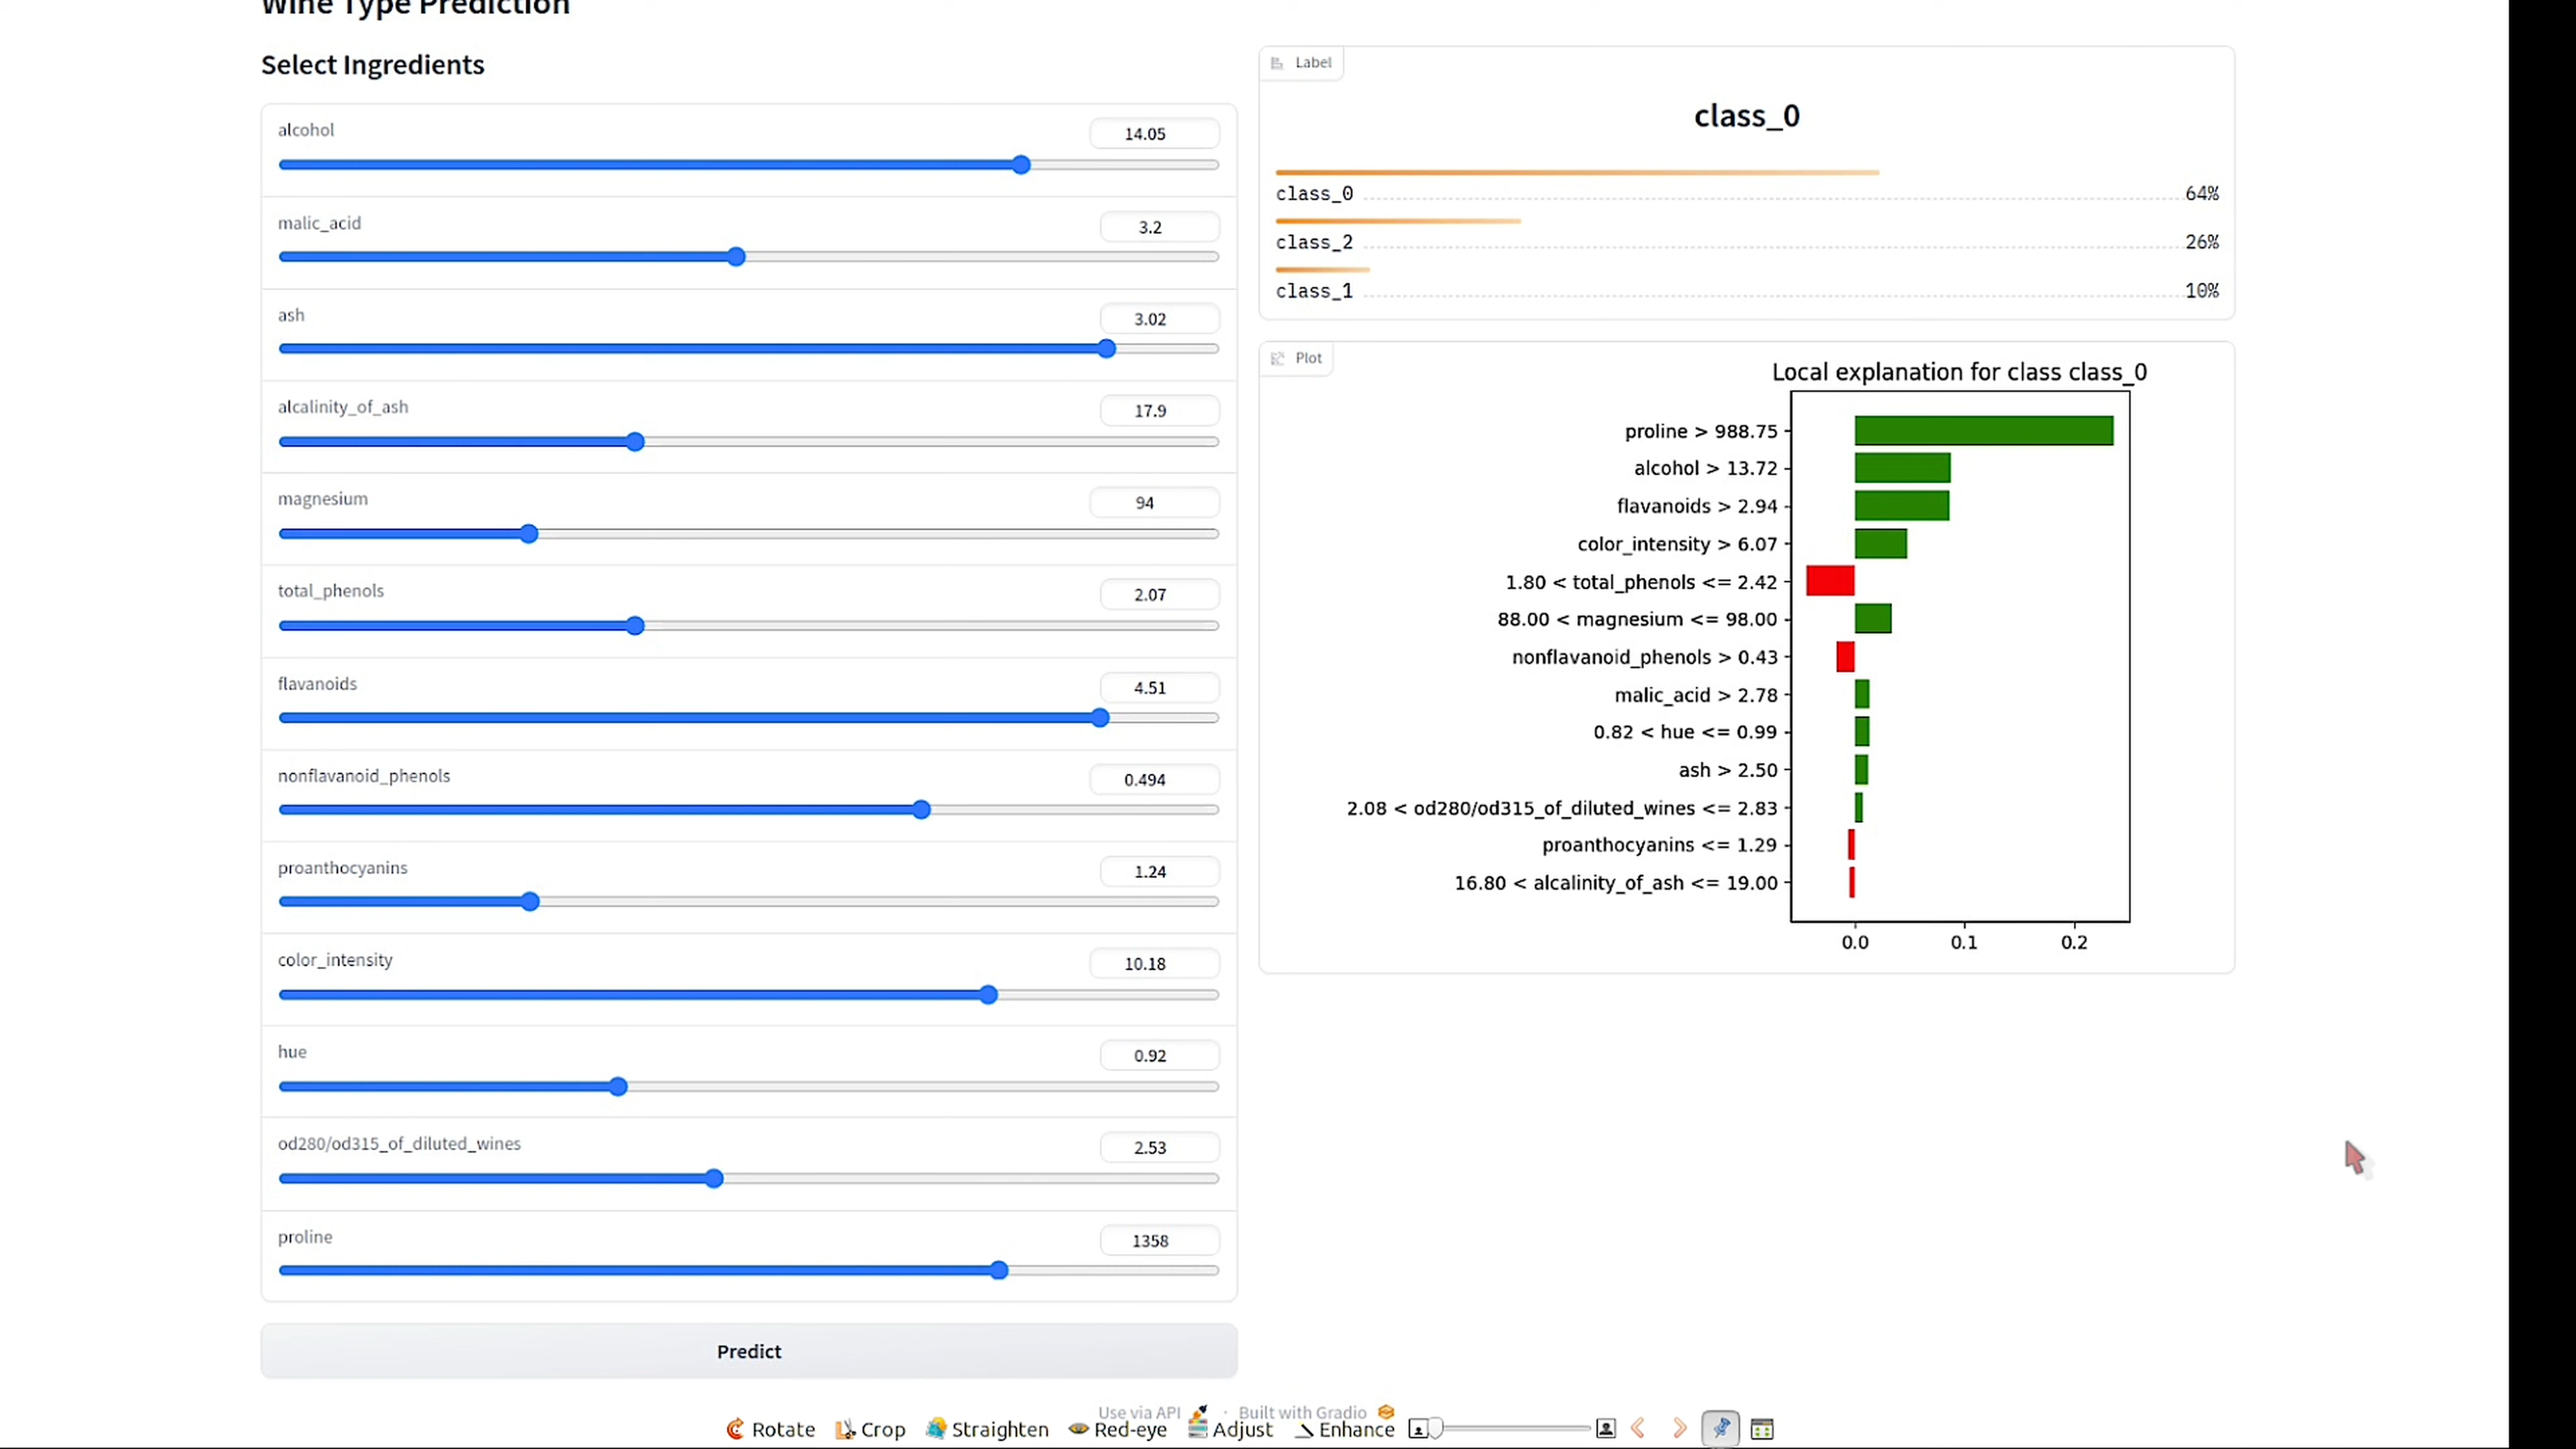 Wine Type Prediction
Select Ingredients
alcohol
14.05
malic_acid
3.2
ash
3.02
alcalinity_of_ash
17.9
magnesium
94
total_phenols
2.07
flavanoids
4.51
nonflavanoid_phenols
0.494
proanthocyanins
1.24
color_intensity
10.18
hue
0.92
od280/od315_of_diluted_wines
2.53
proline
1358
Predict
Label
class_0
class_0 64%
class_2 26%
class_1 10%
Plot
Local explanation for class class_0
proline > 988.75
alcohol > 13.72
flavanoids > 2.94
color_intensity > 6.07
1.80 < total_phenols <= 2.42
88.00 < magnesium <= 98.00
nonflavanoid_phenols > 0.43
malic_acid > 2.78
0.82 < hue <= 0.99
ash > 2.50
2.08 < od280/od315_of_diluted_wines <= 2.83
proanthocyanins <= 1.29
16.80 < alcalinity_of_ash <= 19.00
0.0 0.1 0.2
Use via API · Built with Gradio
Rotate Crop Straighten Red-eye Adjust Enhance